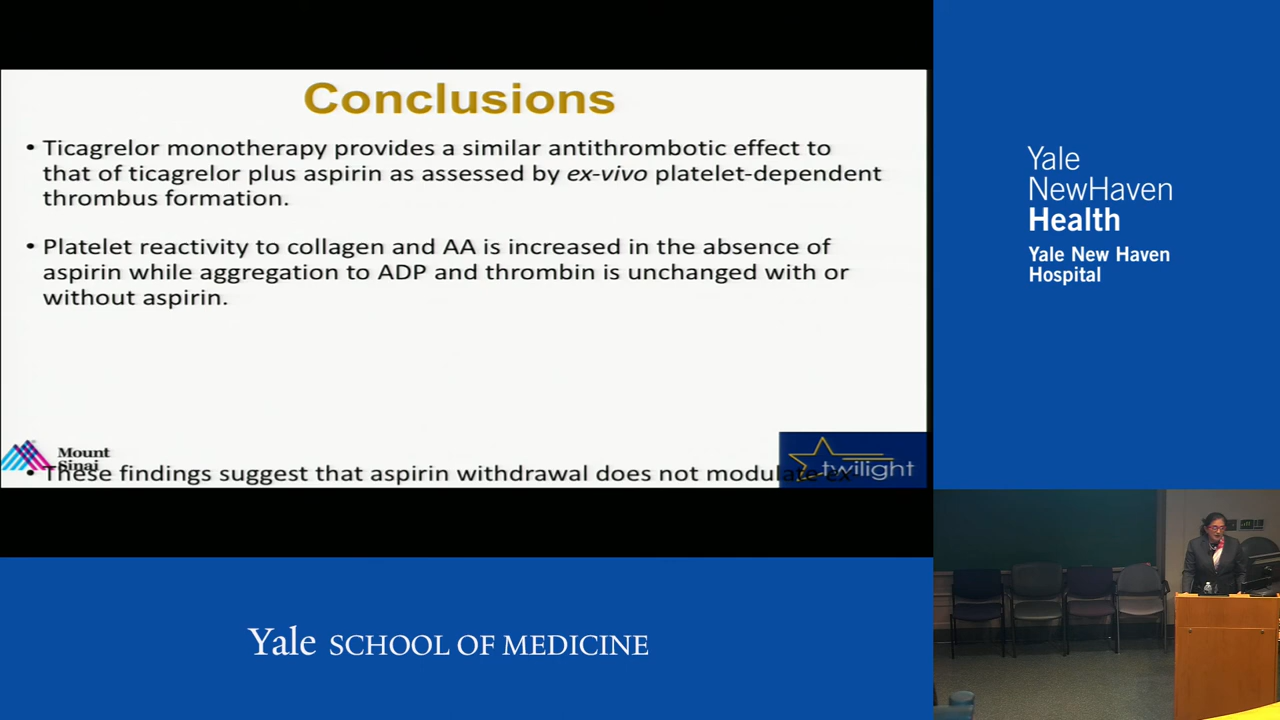 Conclusions
• Ticagrelor monotherapy provides a similar antithrombotic effect to
that of ticagrelor plus aspirin as assessed by ex-vivo platelet-dependent
thrombus formation.
• Platelet reactivity to collagen and AA is increased in the absence of
aspirin while aggregation to ADP and thrombin is unchanged with or
without aspirin.
Mount
Sinai
• These findings suggest that aspirin withdrawal does not modulate ex
twilight
Yale
NewHaven
Health
Yale New Haven
Hospital
Yale SCHOOL OF MEDICINE